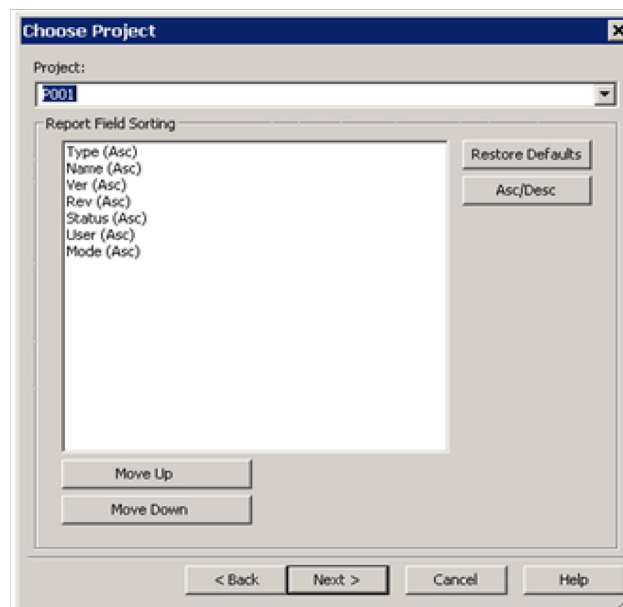 Choose Project
Project:
P001
Report Field Sorting
Type (Asc)
Name (Asc)
Ver (Asc)
Rev (Asc)
Status (Asc)
User (Asc)
Mode (Asc)
Restore Defaults
Asc/Desc
Move Up
Move Down
< Back Next > Cancel Help